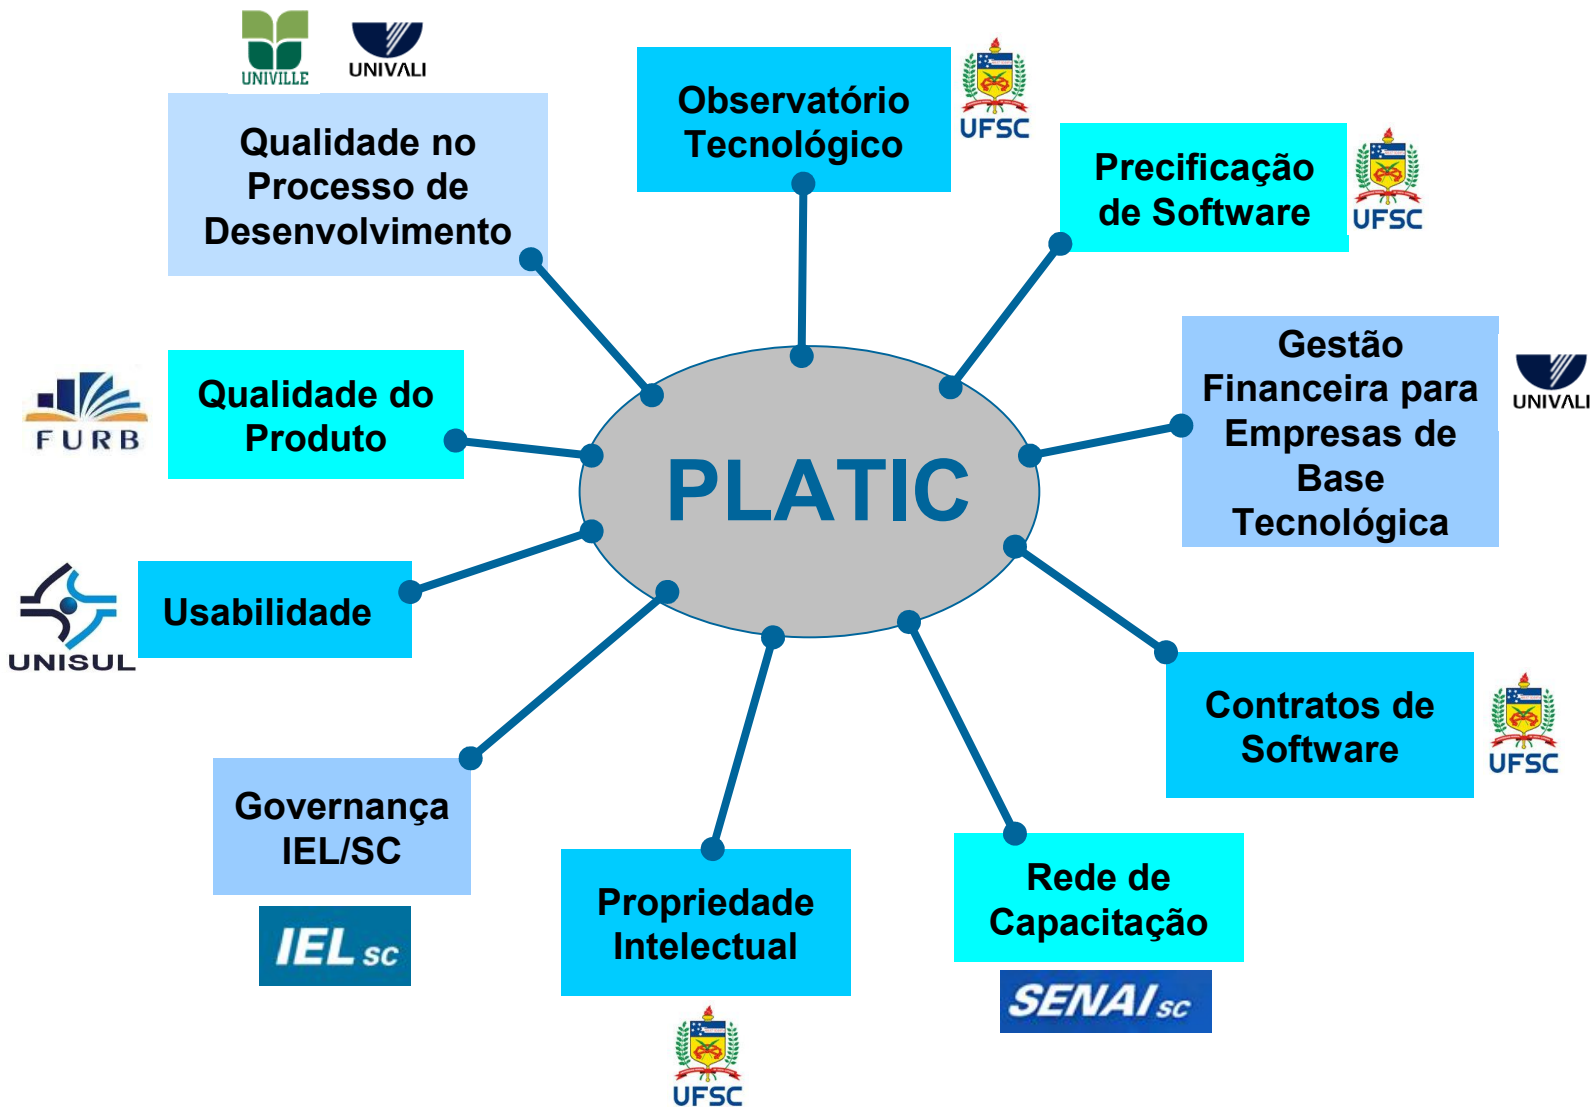 UNIVILLE
UNIVALI
Qualidade no
Processo de
Desenvolvimento
Observatório
Tecnológico
UFSC
Precificação
de Software
UFSC
Gestão
Financeira para
Empresas de
Base
Tecnológica
UNIVALI
FURB
Qualidade do
Produto
PLATIC
UNISUL
Usabilidade
Contratos de
Software
UFSC
Governança
IEL/SC
IEL SC
Propriedade
Intelectual
UFSC
Rede de
Capacitação
SENAI SC